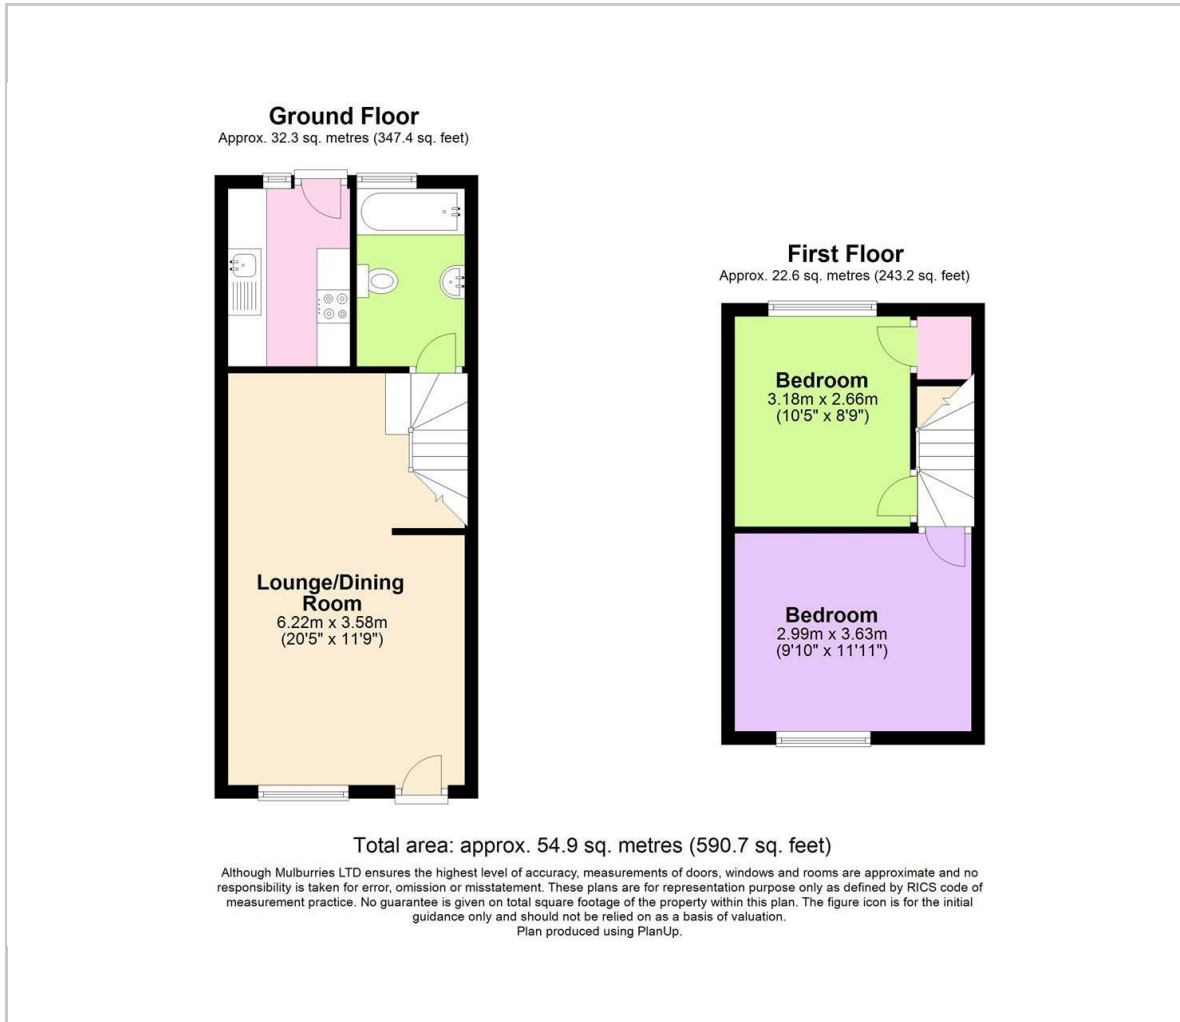 Ground Floor
Approx. 32.3 sq. metres (347.4 sq. feet)
First Floor
Approx. 22.6 sq. metres (243.2 sq. feet)
Bedroom
3.18m x 2.66m
(10'5" x 8'9")
Lounge/Dining
Room
6.22m x 3.58m
(20'5" x 11'9")
Bedroom
2.99m x 3.63m
(9'10" x 11'11")
Total area: approx. 54.9 sq. metres (590.7 sq. feet)
Although Mulburries LTD ensures the highest level of accuracy, measurements of doors, windows and rooms are approximate and no
responsibility is taken for error, omission or misstatement. These plans are for representation purpose only as defined by RICS code of
measurement practice. No guarantee is given on total square footage of the property within this plan. The figure icon is for the initial
guidance only and should not be relied on as a basis of valuation.
Plan produced using PlanUp.